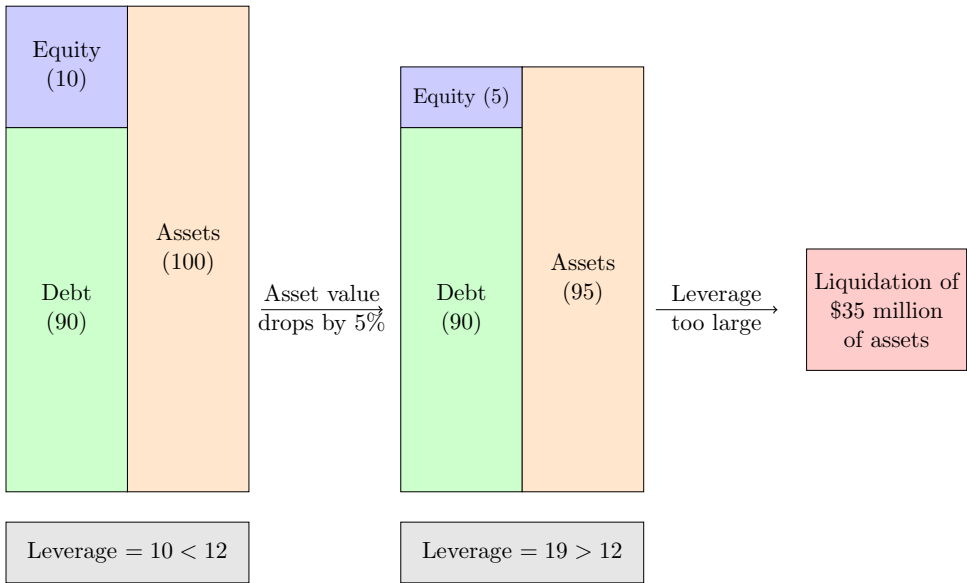 Equity
(10)
Debt
(90)
Assets
(100)
Leverage = 10 < 12
Asset value
drops by 5%
Equity (5)
Debt
(90)
Assets
(95)
Leverage = 19 > 12
Leverage
too large
Liquidation of
$35 million
of assets